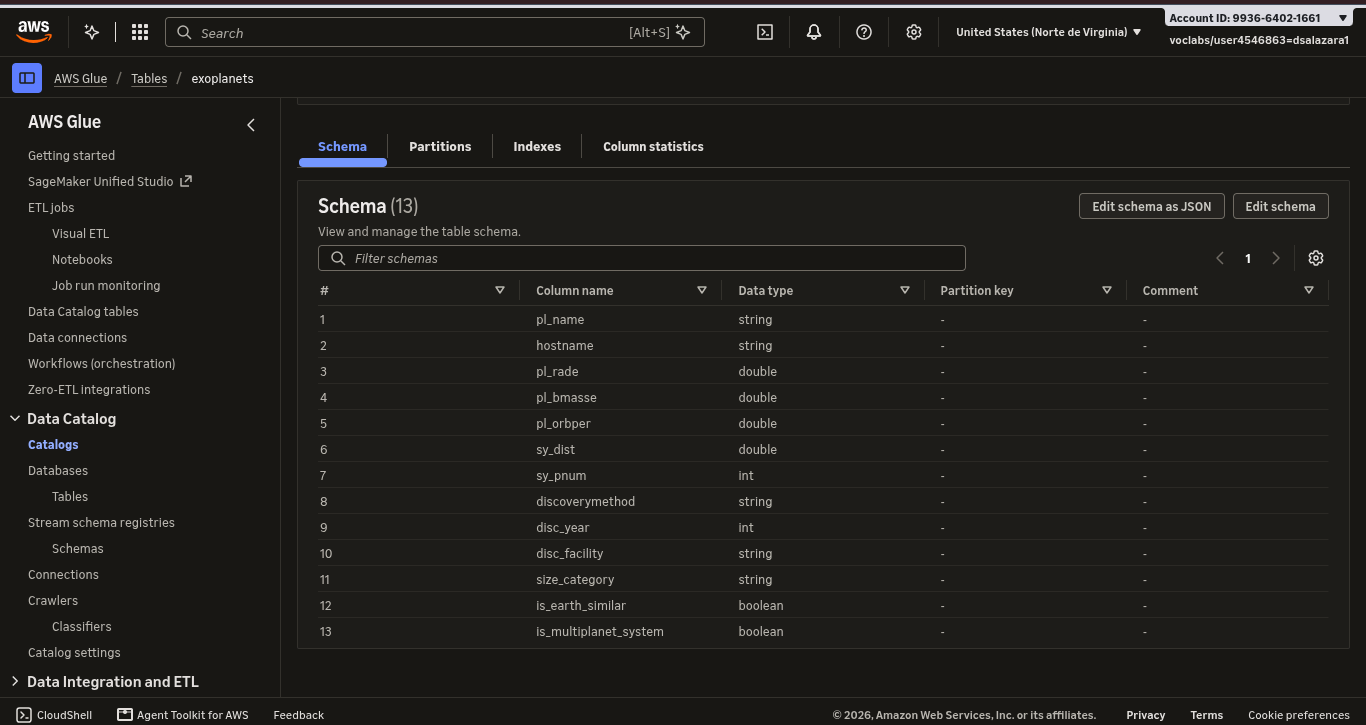 aws
Search [Alt+S]
United States (Norte de Virginia)
Account ID: 9936-6402-1661
voclabs/user4546863=dsalazara1
AWS Glue / Tables / exoplanets
AWS Glue
Getting started
SageMaker Unified Studio
ETL jobs
Visual ETL
Notebooks
Job run monitoring
Data Catalog tables
Data connections
Workflows (orchestration)
Zero-ETL integrations
Data Catalog
Catalogs
Databases
Tables
Stream schema registries
Schemas
Connections
Crawlers
Classifiers
Catalog settings
Data Integration and ETL
Schema Partitions Indexes Column statistics
Schema (13)
Edit schema as JSON Edit schema
View and manage the table schema.
Filter schemas
1
# Column name Data type Partition key Comment
1 pl_name string - -
2 hostname string - -
3 pl_rade double - -
4 pl_bmasse double - -
5 pl_orbper double - -
6 sy_dist double - -
7 sy_pnum int - -
8 discoverymethod string - -
9 disc_year int - -
10 disc_facility string - -
11 size_category string - -
12 is_earth_similar boolean - -
13 is_multiplanet_system boolean - -
CloudShell Agent Toolkit for AWS Feedback © 2026, Amazon Web Services, Inc. or its affiliates. Privacy Terms Cookie preferences